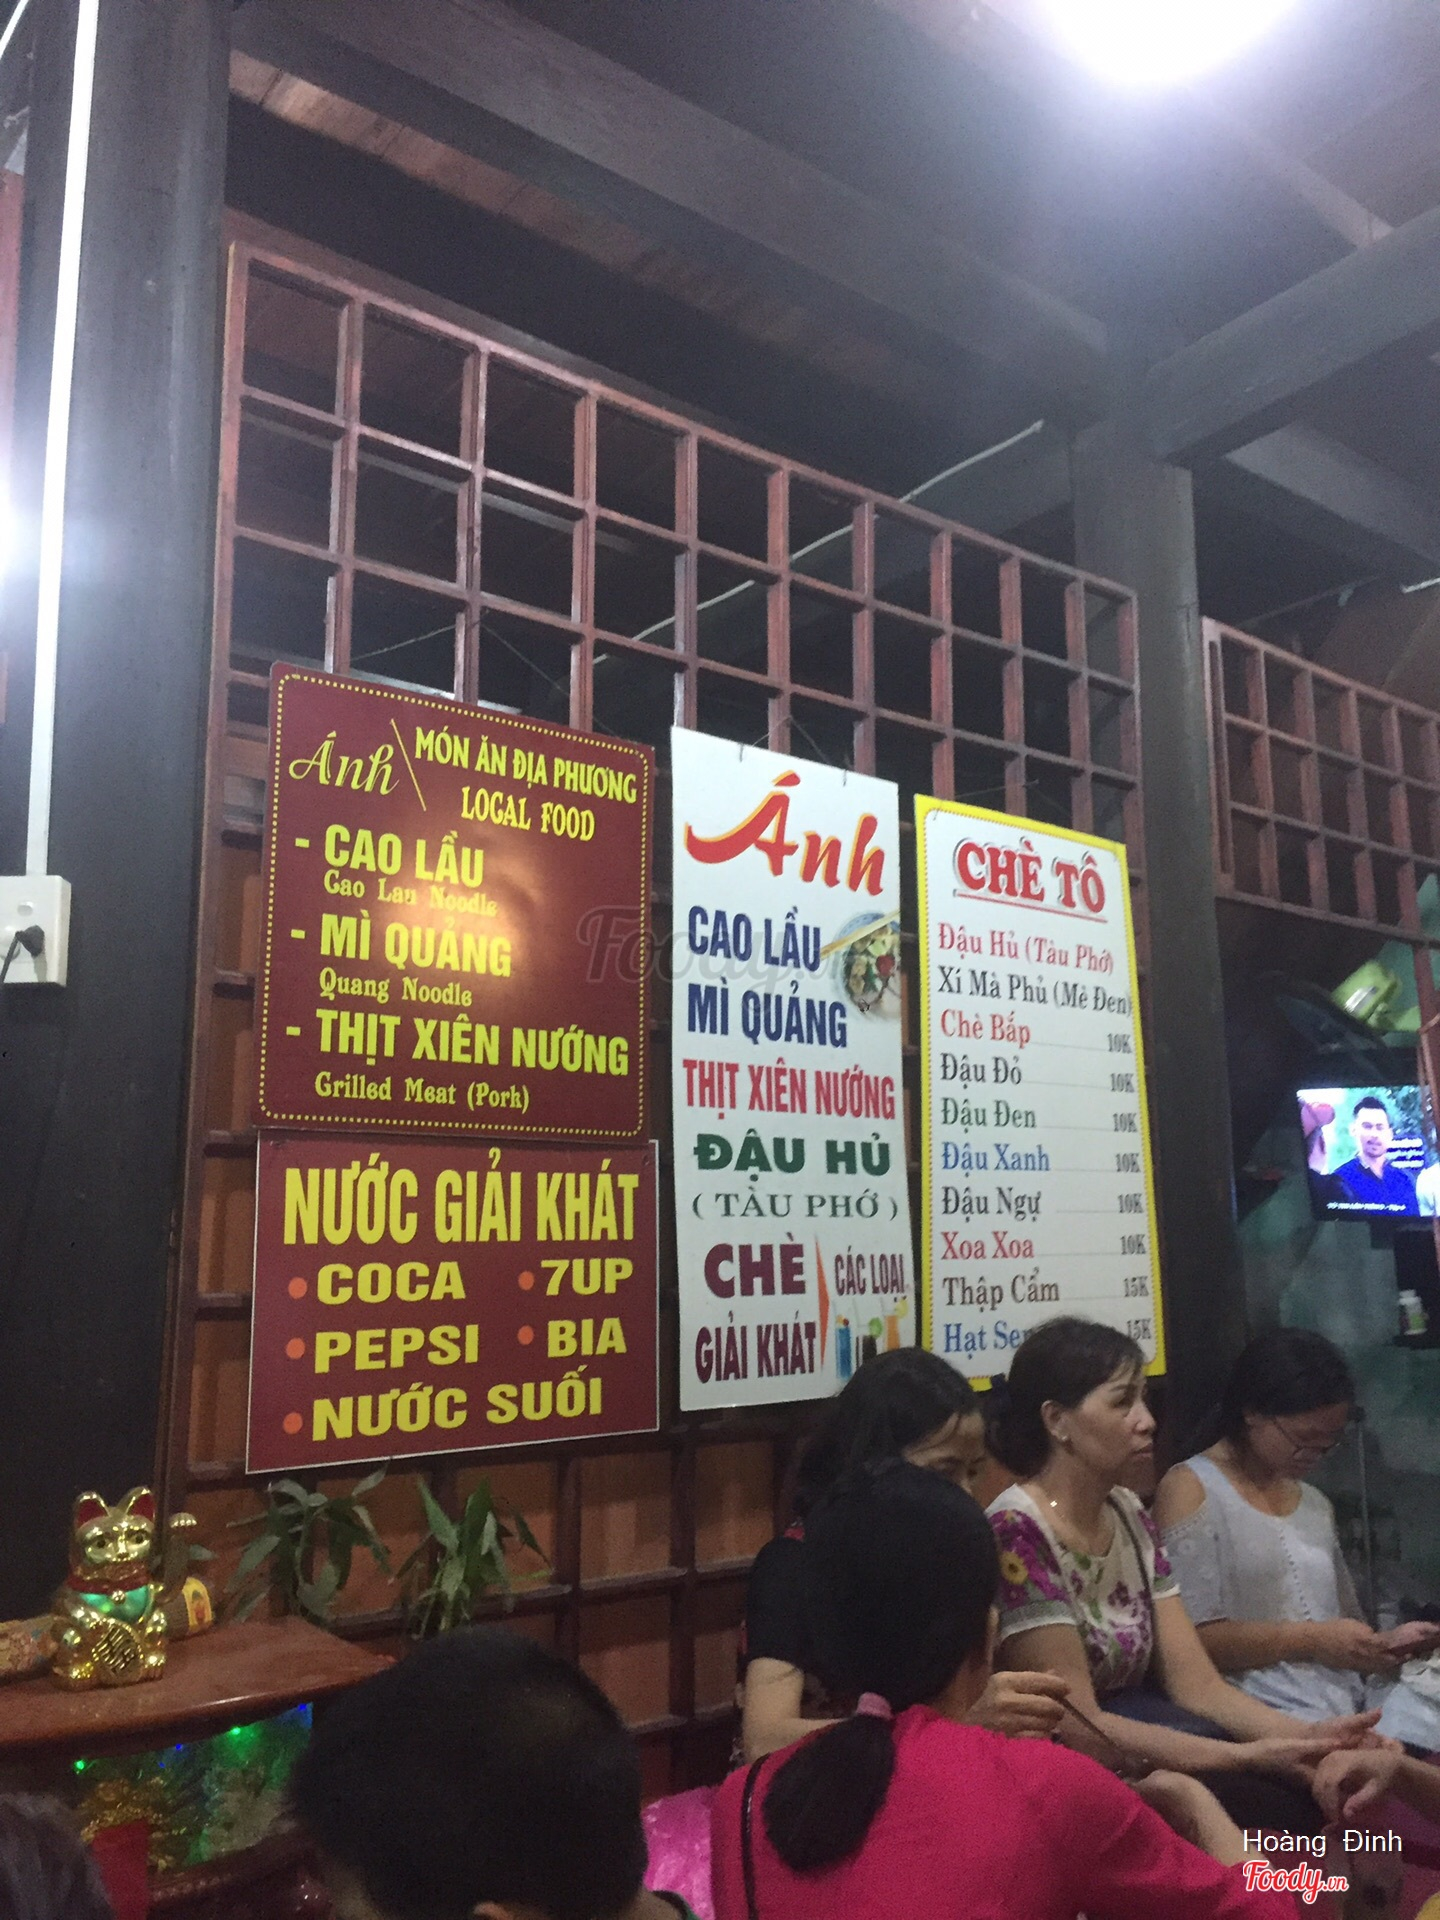 Ánh
MÓN ĂN ĐỊA PHƯƠNG
LOCAL FOOD
- CAO LẦU
Cao Lau Noodle
- MÌ QUẢNG
Quang Noodle
- THỊT XIÊN NƯỚNG
Grilled Meat (Pork)
NƯỚC GIẢI KHÁT
• COCA • 7UP
• PEPSI • BIA
• NƯỚC SUỐI
Ánh
CAO LẦU
MÌ QUẢNG
THỊT XIÊN NƯỚNG
ĐẬU HỦ
( TÀU PHỚ )
CHÈ CÁC LOẠI
GIẢI KHÁT
CHÈ TÔ
Đậu Hủ (Tàu Phớ)
Xí Mà Phủ (Mè Đen)
Chè Bắp 10K
Đậu Đỏ 10K
Đậu Đen 10K
Đậu Xanh 10K
Đậu Ngự 10K
Xoa Xoa 10K
Thập Cẩm 15K
Hạt Se 15K
Foody.vn
Hoàng Đinh
Foody.vn